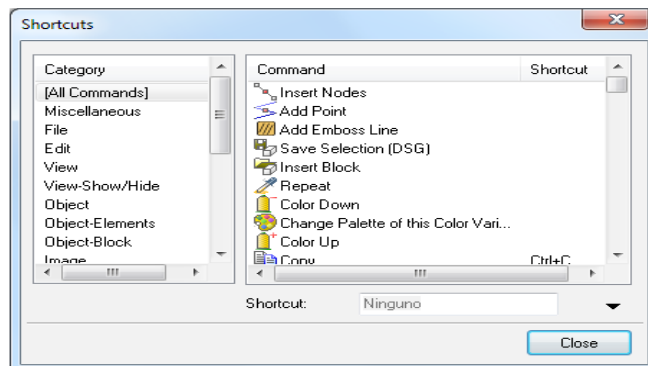 Shortcuts
Category
[All Commands]
Miscellaneous
File
Edit
View
View-Show/Hide
Object
Object-Elements
Object-Block
Image
Command Shortcut
Insert Nodes
Add Point
Add Emboss Line
Save Selection (DSG)
Insert Block
Repeat
Color Down
Change Palette of this Color Vari...
Color Up
Copy Ctrl+C
Shortcut: Ninguno
Close